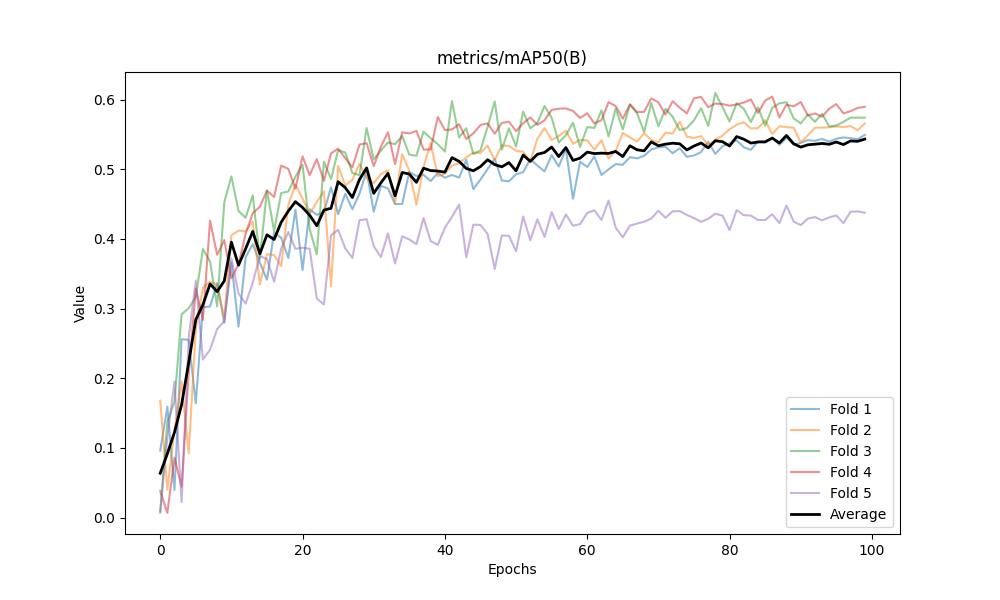 metrics/mAP50(B)
Value
0.6
0.5
0.4
0.3
0.2
0.1
0.0
0 20 40 60 80 100
Epochs
Fold 1
Fold 2
Fold 3
Fold 4
Fold 5
Average